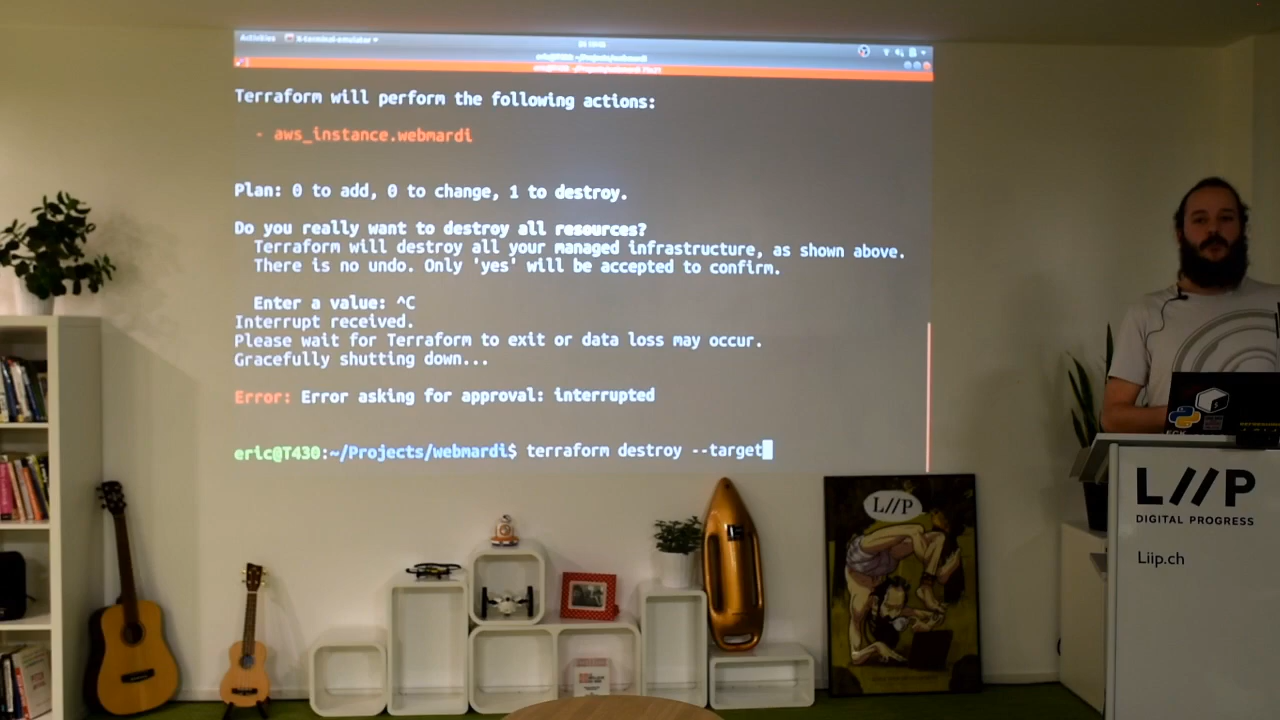 Activities X-terminal-emulator
Terraform will perform the following actions:
- aws_instance.webmardi
Plan: 0 to add, 0 to change, 1 to destroy.
Do you really want to destroy all resources?
Terraform will destroy all your managed infrastructure, as shown above.
There is no undo. Only 'yes' will be accepted to confirm.
Enter a value: ^C
Interrupt received.
Please wait for Terraform to exit or data loss may occur.
Gracefully shutting down...
Error: Error asking for approval: interrupted
eric@T430:~/Projects/webmardi$ terraform destroy --target
L//P
L//P
DIGITAL PROGRESS
Liip.ch